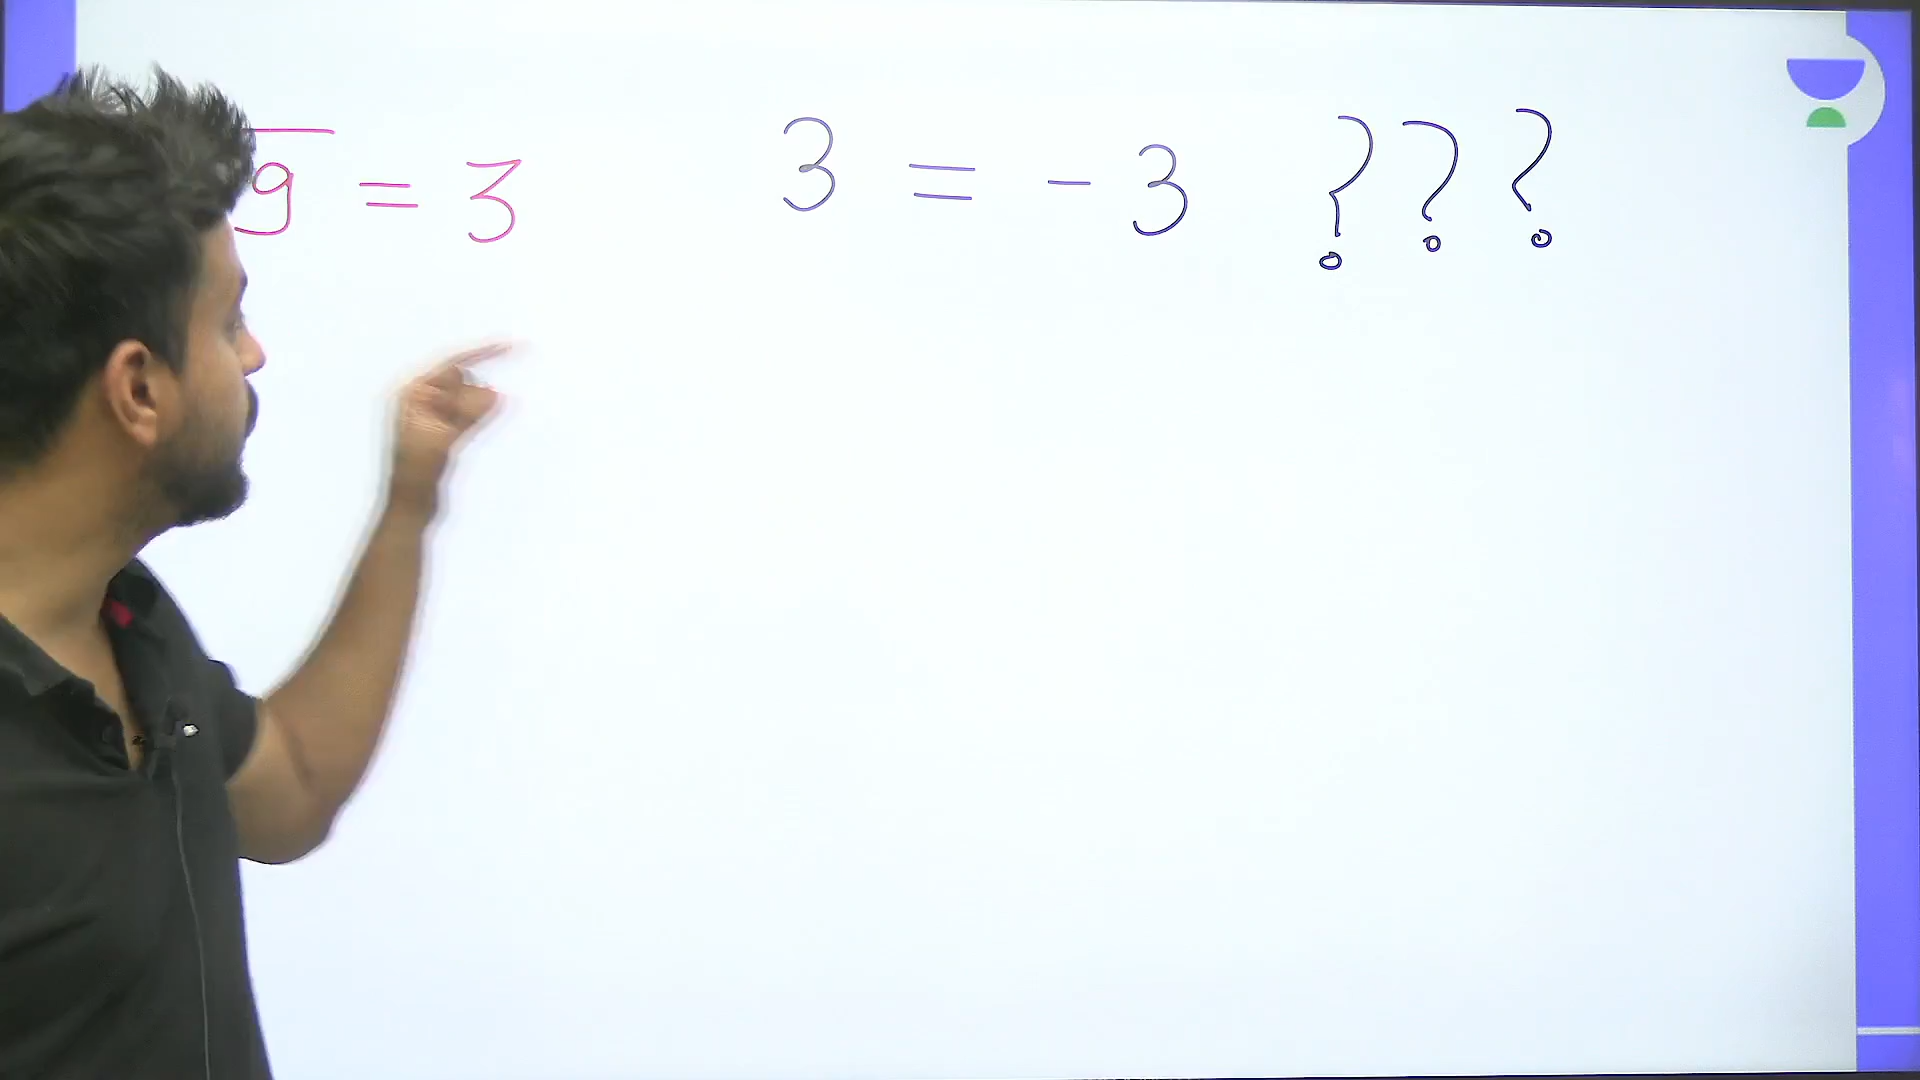 √9 = 3 3 = - 3 ???